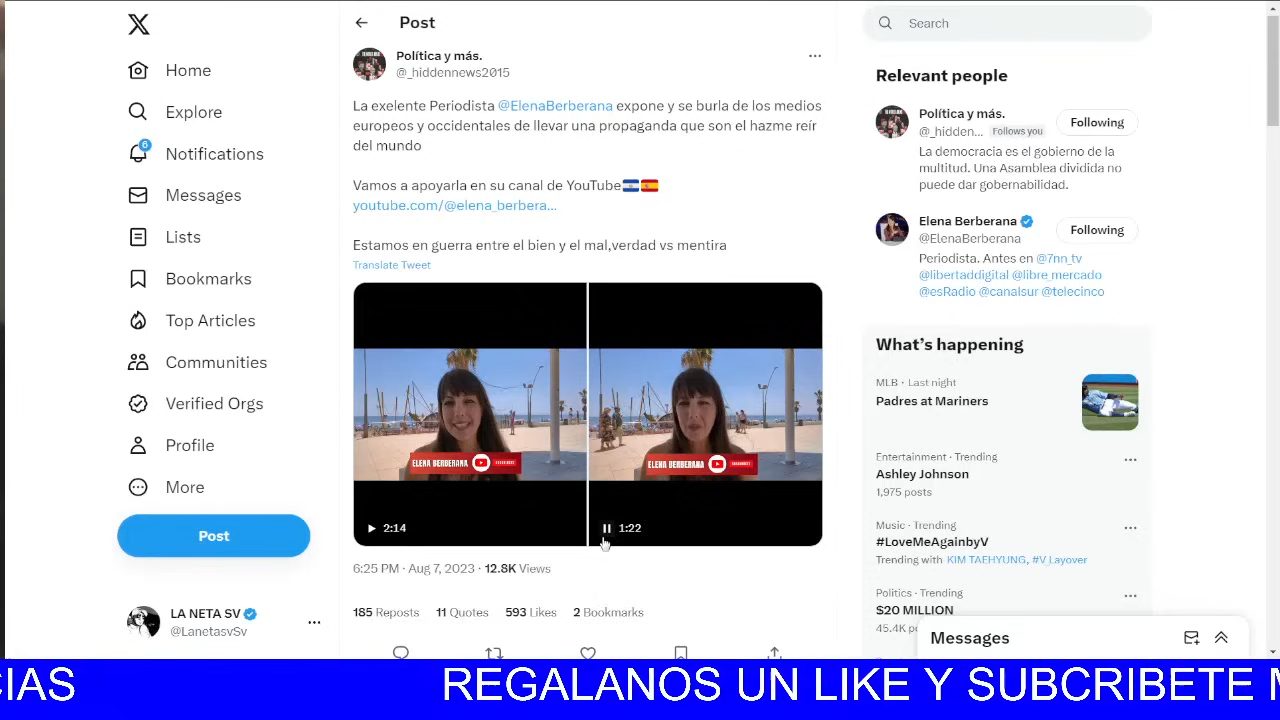 Home
Explore
6
Notifications
Messages
Lists
Bookmarks
Top Articles
Communities
Verified Orgs
Profile
More
Post
LA NETA SV
@LanetasvSv
Post
Política y más.
@_hiddennews2015
La exelente Periodista @ElenaBerberana expone y se burla de los medios
europeos y occidentales de llevar una propaganda que son el hazme reír
del mundo
Vamos a apoyarla en su canal de YouTube
youtube.com/@elena_berbera...
Estamos en guerra entre el bien y el mal,verdad vs mentira
Translate Tweet
ELENA BERBERANA
ELENA BERBERANA
2:14
1:22
6:25 PM · Aug 7, 2023 · 12.8K Views
185 Reposts 11 Quotes 593 Likes 2 Bookmarks
Search
Relevant people
Política y más.
@_hidden... Follows you
Following
La democracia es el gobierno de la
multitud. Una Asamblea dividida no
puede dar gobernabilidad.
Elena Berberana
@ElenaBerberana
Following
Periodista. Antes en @7nn_tv
@libertaddigital @libre_mercado
@esRadio @canalsur @telecinco
What's happening
MLB · Last night
Padres at Mariners
Entertainment · Trending
Ashley Johnson
1,975 posts
Music · Trending
#LoveMeAgainbyV
Trending with KIM TAEHYUNG, #V_Layover
Politics · Trending
$20 MILLION
45.4K
Messages
CIAS REGALANOS UN LIKE Y SUBCRIBETE